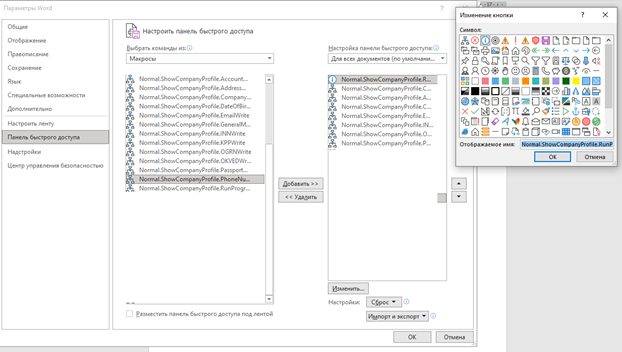 Параметры Word
?
Общие
Отображение
Правописание
Сохранение
Язык
Специальные возможности
Дополнительно
Настроить ленту
Панель быстрого доступа
Надстройки
Центр управления безопасностью
Настроить панель быстрого доступа
Выбрать команды из:
Макросы
Normal.ShowCompanyProfile.Account...
Normal.ShowCompanyProfile.Address...
Normal.ShowCompanyProfile.Company...
Normal.ShowCompanyProfile.DateOfBi...
Normal.ShowCompanyProfile.EmailWrite
Normal.ShowCompanyProfile.GeneralM...
Normal.ShowCompanyProfile.INNWrite
Normal.ShowCompanyProfile.KPPWrite
Normal.ShowCompanyProfile.OGRNWrite
Normal.ShowCompanyProfile.OKVEDWr...
Normal.ShowCompanyProfile.Passport...
Normal.ShowCompanyProfile.PhoneNu...
Normal.ShowCompanyProfile.RunProgr...
Разместить панель быстрого доступа под лентой
Добавить >>
<< Удалить
Настройка панели быстрого доступа:
Для всех документов (по умолчани...
Normal.ShowCompanyProfile.R...
Normal.ShowCompanyProfile.C...
Normal.ShowCompanyProfile.A...
Normal.ShowCompanyProfile.C...
Normal.ShowCompanyProfile.E...
Normal.ShowCompanyProfile.IN...
Normal.ShowCompanyProfile.O...
Normal.ShowCompanyProfile.P...
Изменить...
Настройки:
Сброс
Импорт и экспорт
ОК
Отмена
Изменение кнопки
?
Символ:
Отображаемое имя:
Normal.ShowCompanyProfile.RunP
ОК
Отмена